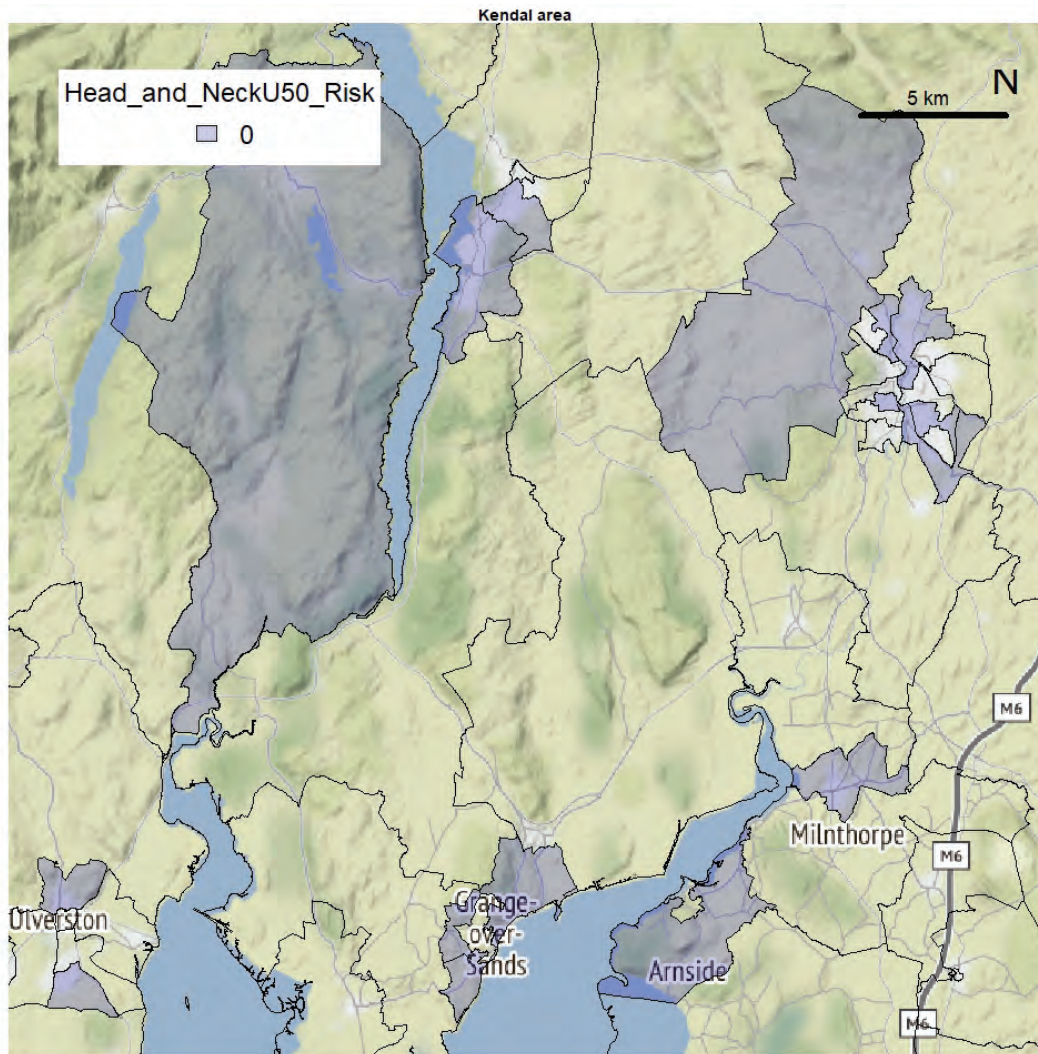 Kendal area
Head_and_NeckU50_Risk
0
N
5 km
M6
Milnthorpe
M6
Ulverston
Grange-
over-
Sands
Arnside
M6